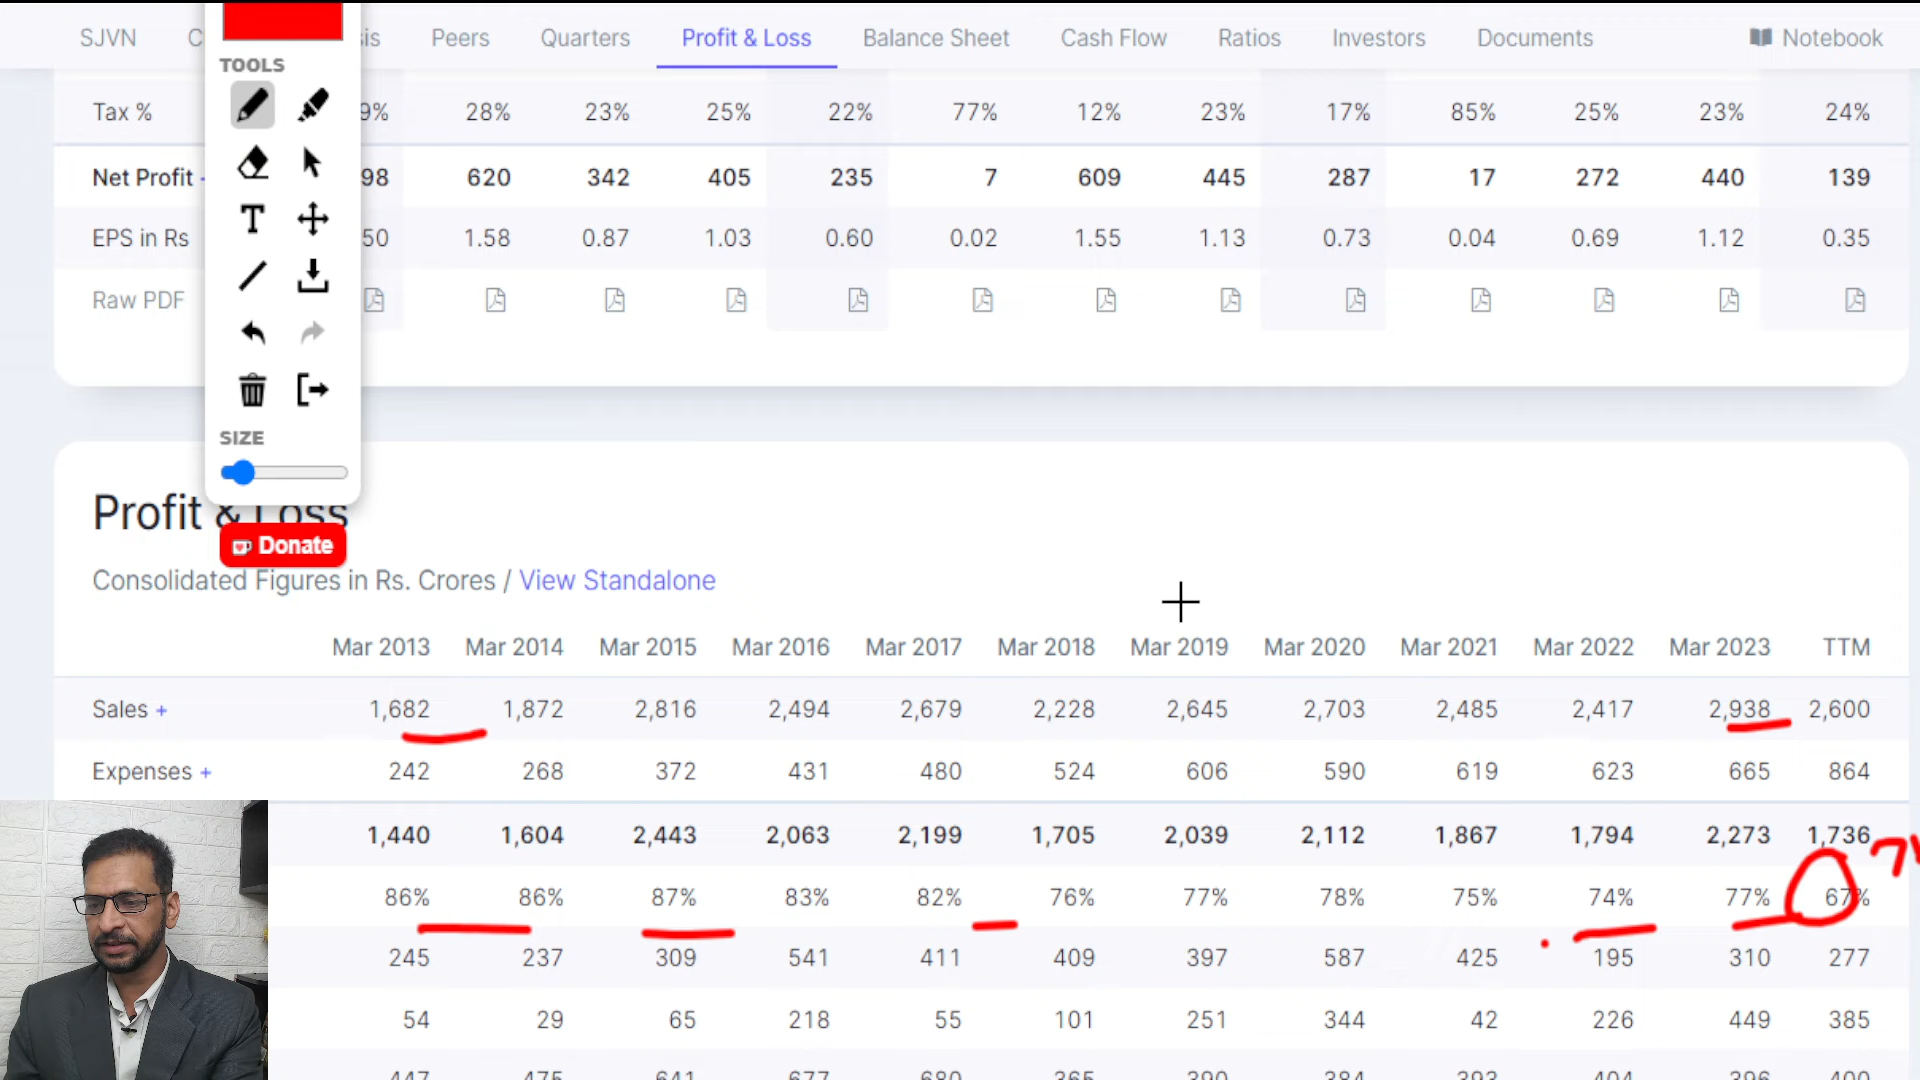 SJVN C sis Peers Quarters Profit & Loss Balance Sheet Cash Flow Ratios Investors Documents Notebook
TOOLS
Tax % 9% 28% 23% 25% 22% 77% 12% 23% 17% 85% 25% 23% 24%
Net Profit 98 620 342 405 235 7 609 445 287 17 272 440 139
EPS in Rs 50 1.58 0.87 1.03 0.60 0.02 1.55 1.13 0.73 0.04 0.69 1.12 0.35
Raw PDF
SIZE
Profit & Loss
Donate
Consolidated Figures in Rs. Crores / View Standalone
Mar 2013 Mar 2014 Mar 2015 Mar 2016 Mar 2017 Mar 2018 Mar 2019 Mar 2020 Mar 2021 Mar 2022 Mar 2023 TTM
Sales + 1,682 1,872 2,816 2,494 2,679 2,228 2,645 2,703 2,485 2,417 2,938 2,600
Expenses + 242 268 372 431 480 524 606 590 619 623 665 864
1,440 1,604 2,443 2,063 2,199 1,705 2,039 2,112 1,867 1,794 2,273 1,736
86% 86% 87% 83% 82% 76% 77% 78% 75% 74% 77% 67%
245 237 309 541 411 409 397 587 425 195 310 277
54 29 65 218 55 101 251 344 42 226 449 385